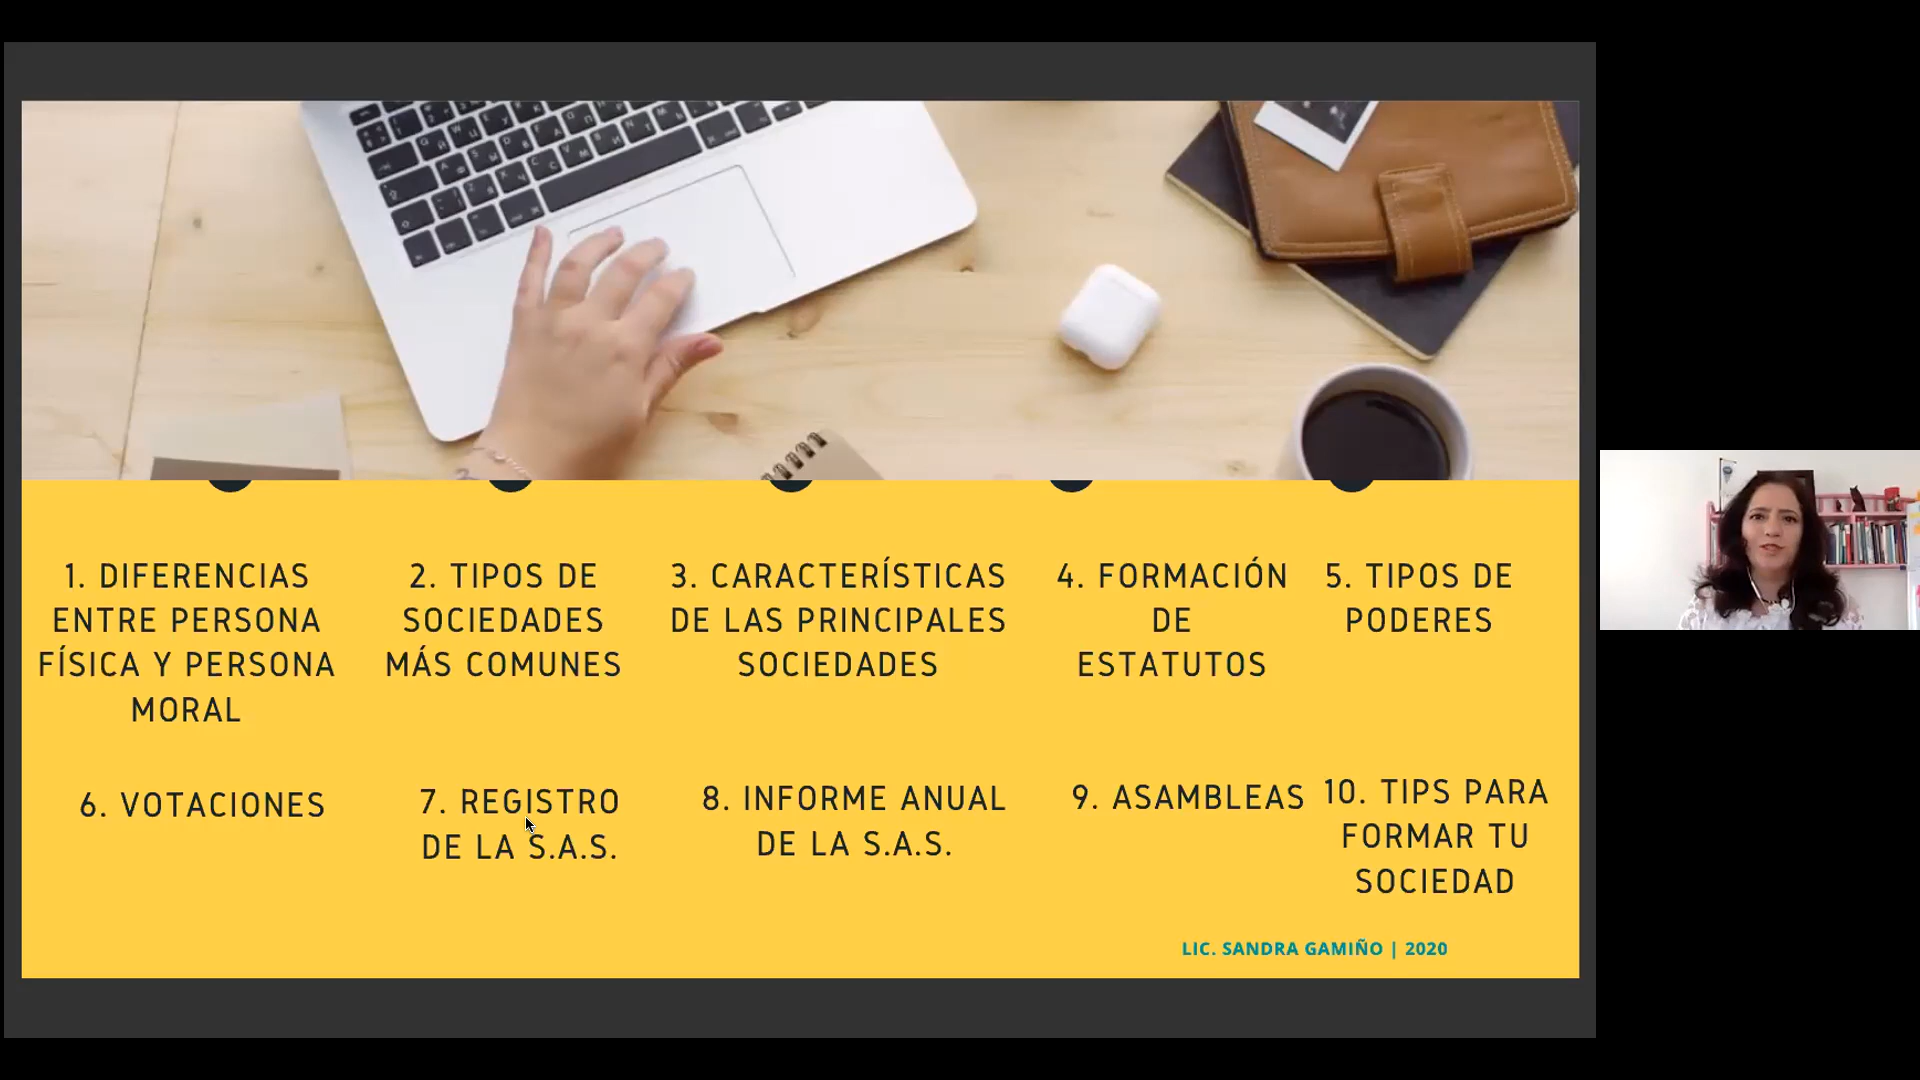 1. DIFERENCIAS
ENTRE PERSONA
FÍSICA Y PERSONA
MORAL
2. TIPOS DE
SOCIEDADES
MÁS COMUNES
3. CARACTERÍSTICAS
DE LAS PRINCIPALES
SOCIEDADES
4. FORMACIÓN
DE
ESTATUTOS
5. TIPOS DE
PODERES
6. VOTACIONES
7. REGISTRO
DE LA S.A.S.
8. INFORME ANUAL
DE LA S.A.S.
9. ASAMBLEAS
10. TIPS PARA
FORMAR TU
SOCIEDAD
LIC. SANDRA GAMIÑO | 2020